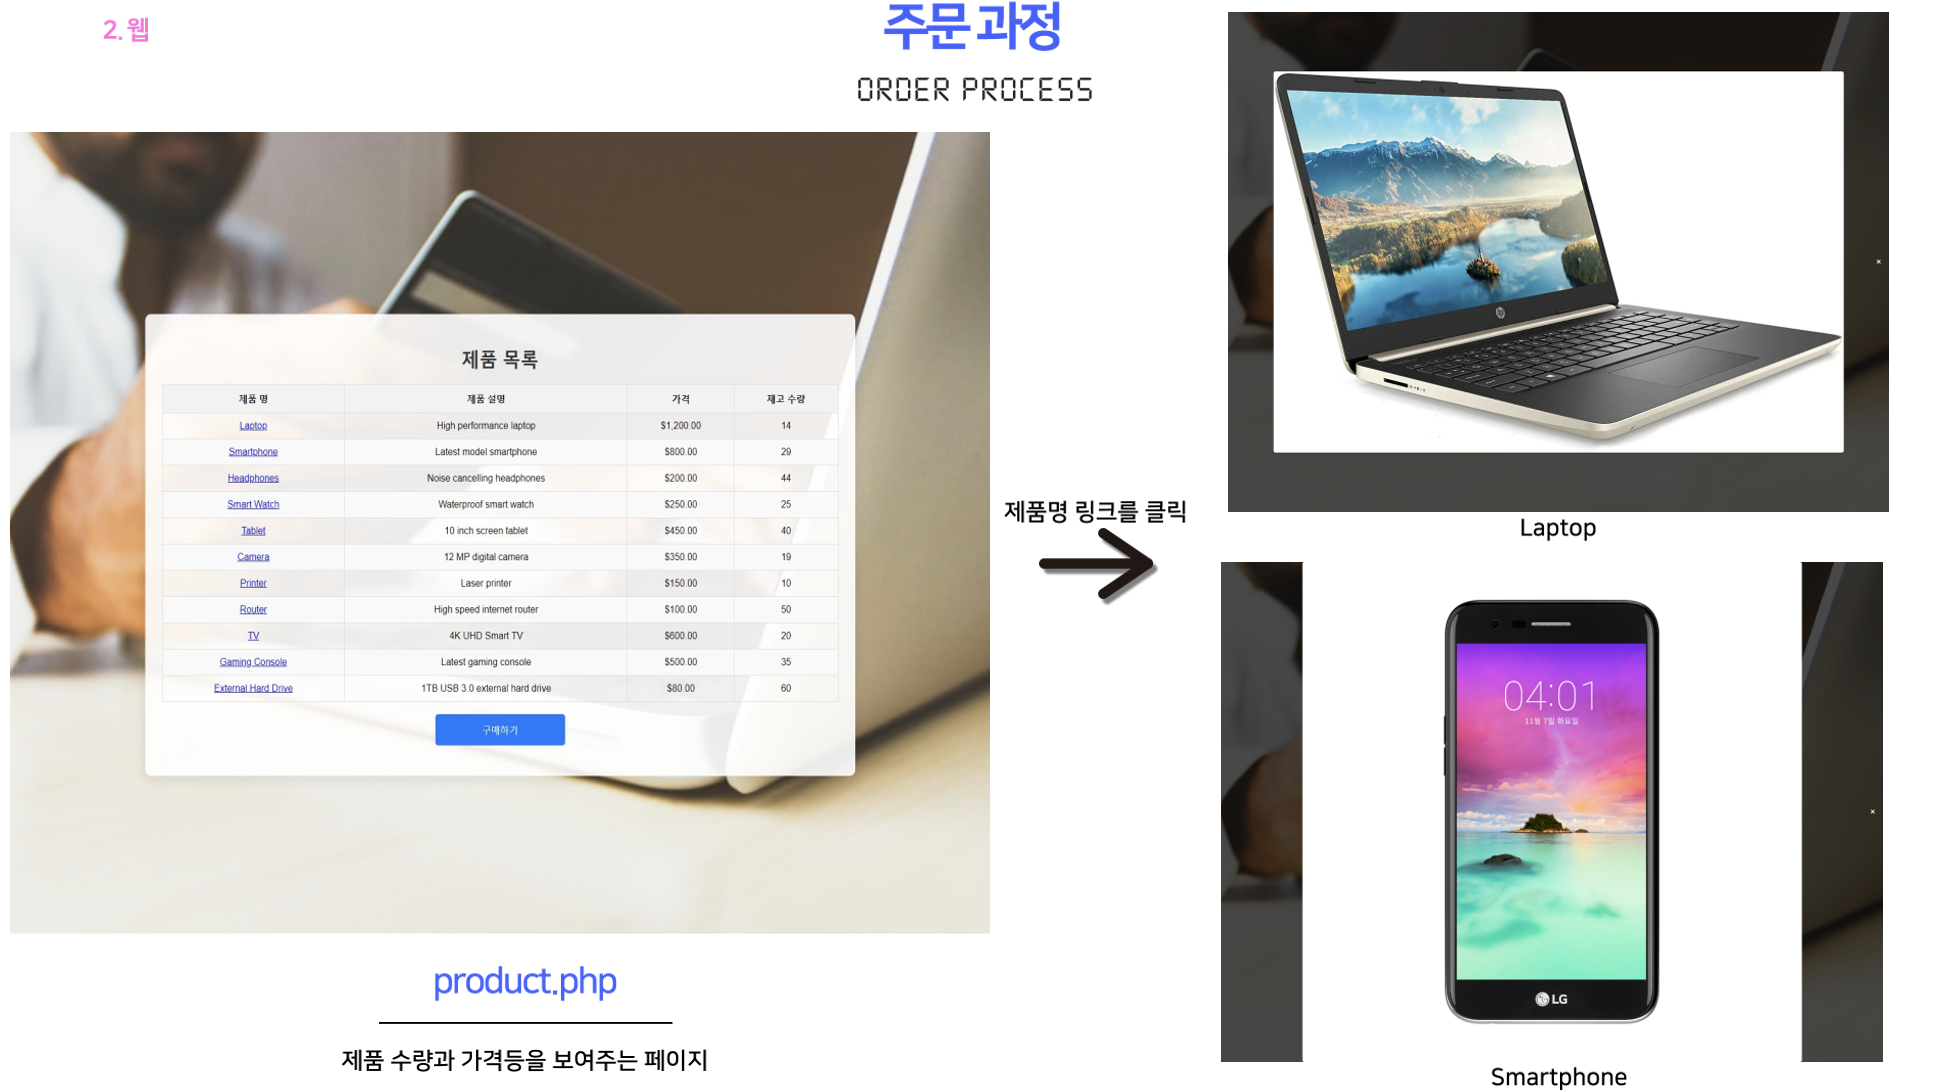 2. 웹
주문 과정
ORDER PROCESS
제품 목록
제품 명 제품 설명 가격 재고 수량
Laptop High performance laptop $1,200.00 14
Smartphone Latest model smartphone $800.00 29
Headphones Noise cancelling headphones $200.00 44
Smart Watch Waterproof smart watch $250.00 25
Tablet 10 inch screen tablet $450.00 40
Camera 12 MP digital camera $350.00 19
Printer Laser printer $150.00 10
Router High speed internet router $100.00 50
TV 4K UHD Smart TV $600.00 20
Gaming Console Latest gaming console $500.00 35
External Hard Drive 1TB USB 3.0 external hard drive $80.00 60
구매하기
product.php
제품 수량과 가격등을 보여주는 페이지
제품명 링크를 클릭
hp
×
Laptop
04:01
11월 7일 화요일
LG
×
Smartphone